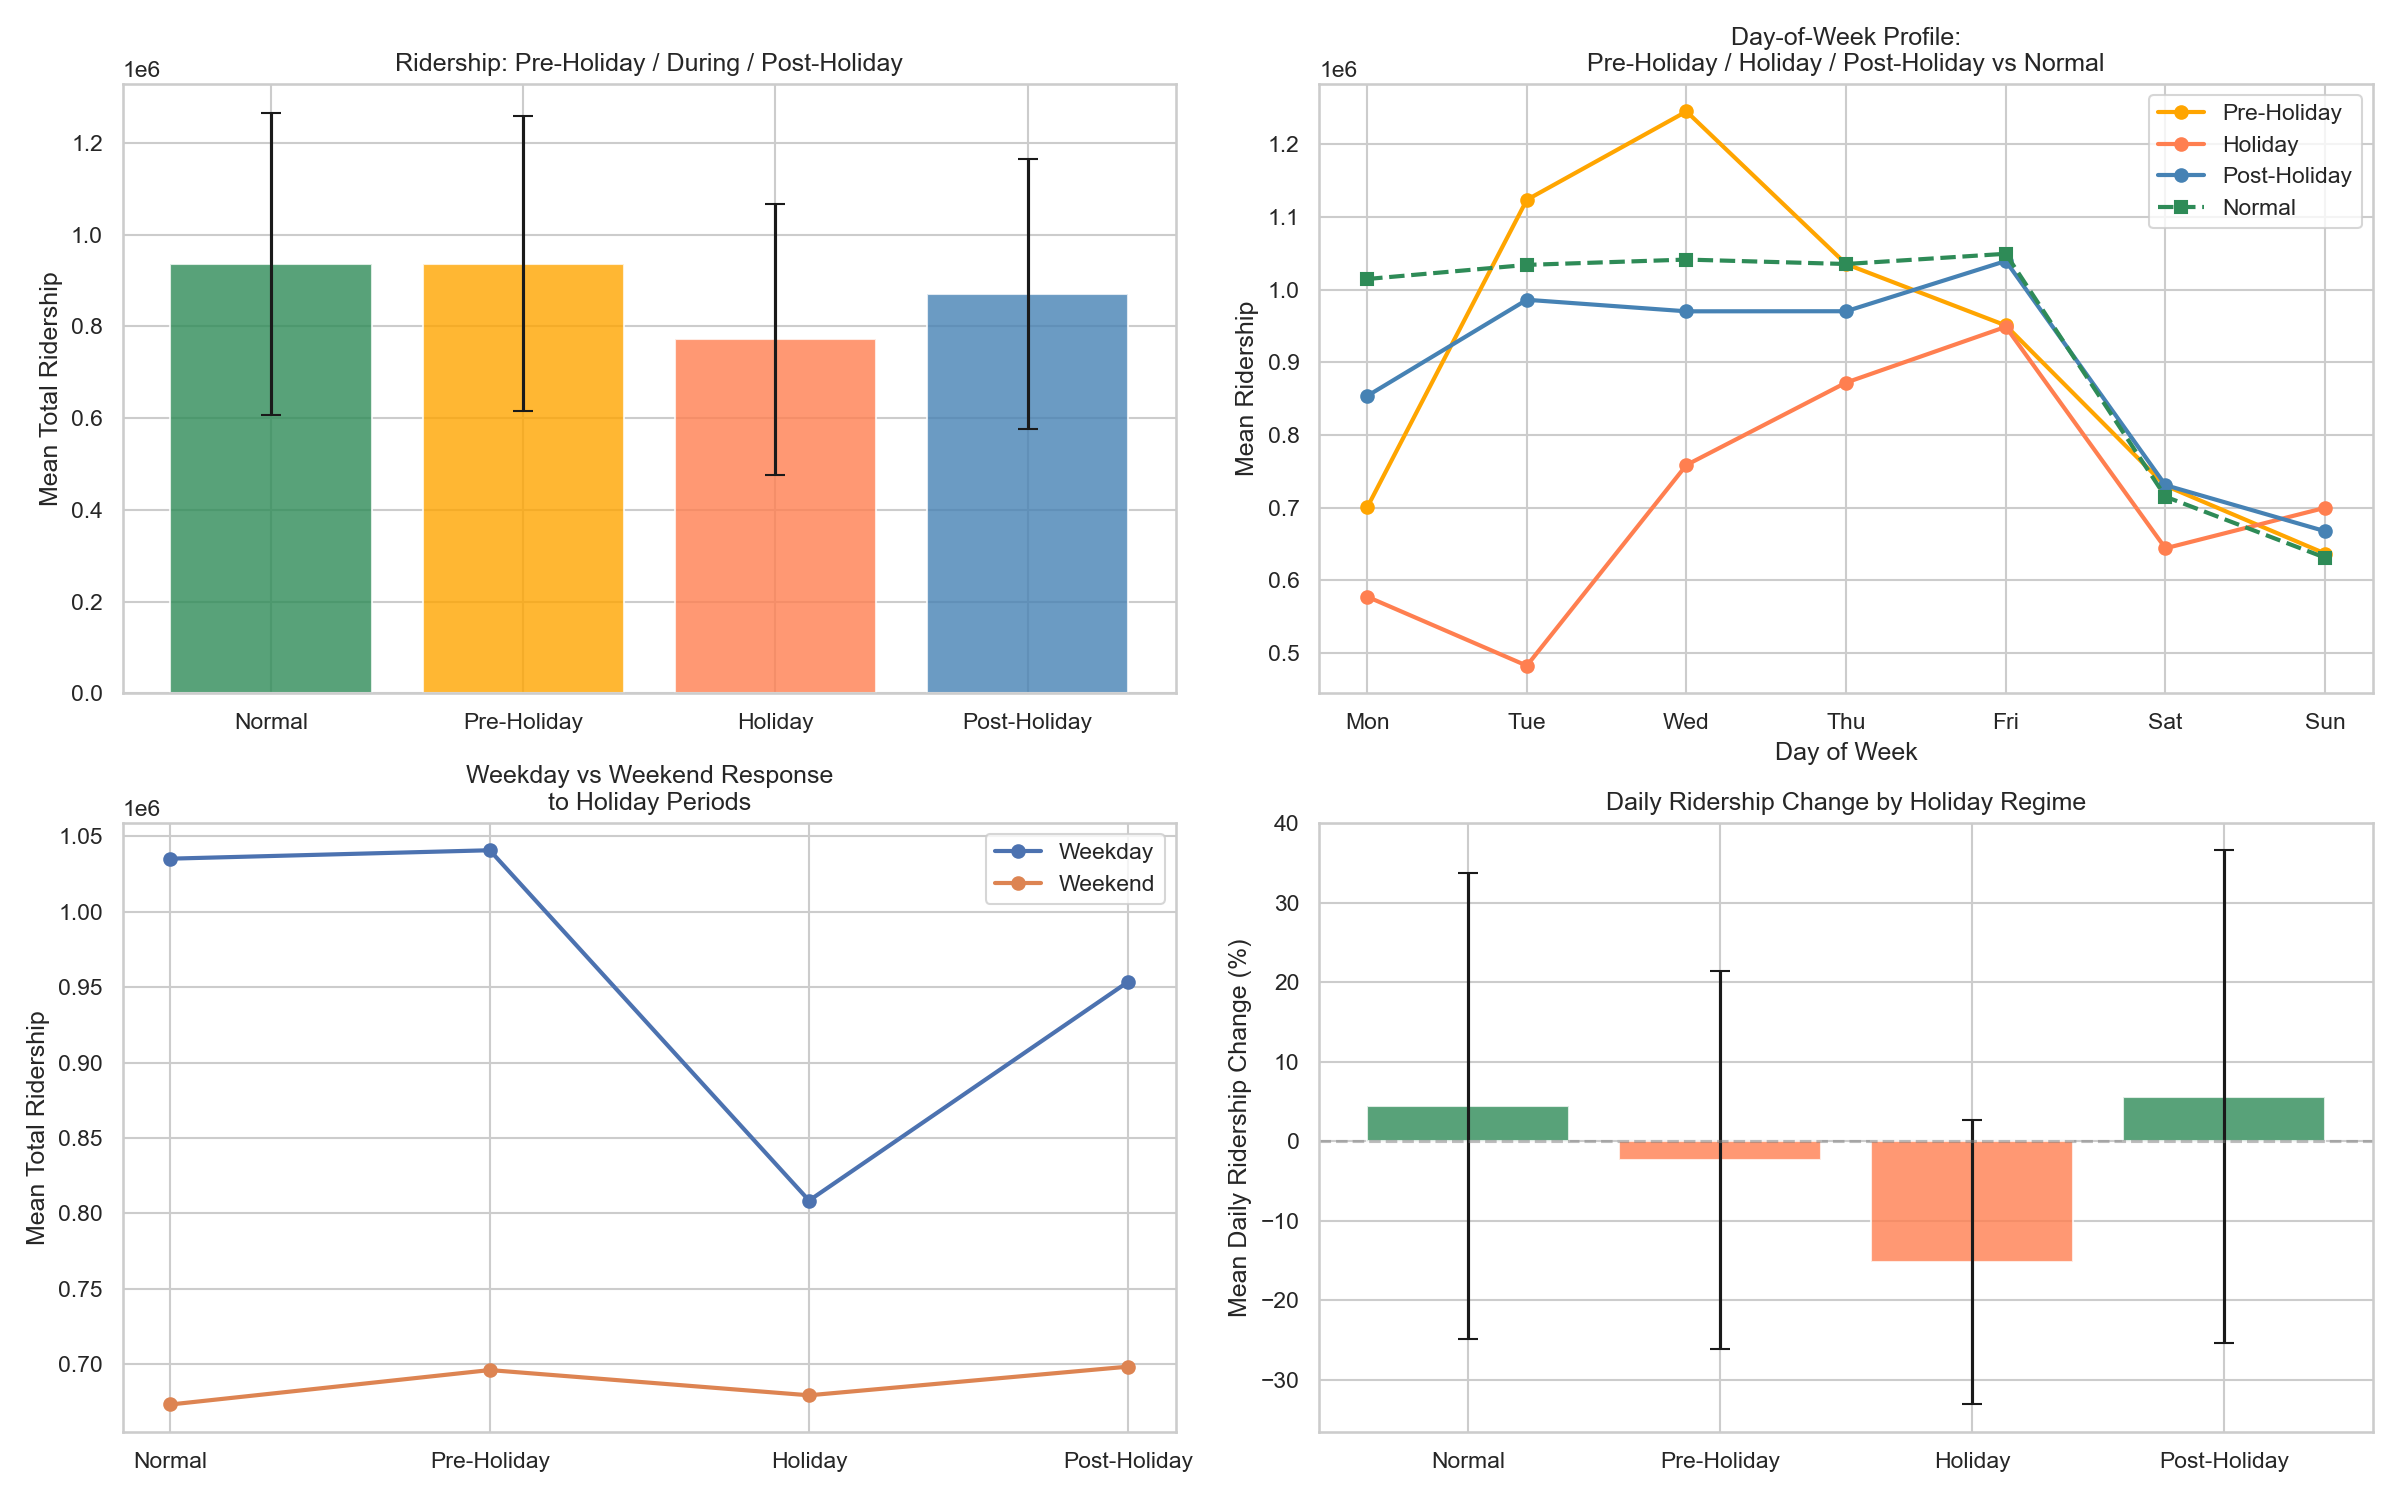 Ridership: Pre-Holiday / During / Post-Holiday
1e6
Mean Total Ridership
1.2
1.0
0.8
0.6
0.4
0.2
0.0
Normal
Pre-Holiday
Holiday
Post-Holiday
Day-of-Week Profile:
Pre-Holiday / Holiday / Post-Holiday vs Normal
1e6
Mean Ridership
1.2
1.1
1.0
0.9
0.8
0.7
0.6
0.5
Pre-Holiday
Holiday
Post-Holiday
Normal
Mon
Tue
Wed
Thu
Fri
Sat
Sun
Day of Week
Weekday vs Weekend Response
to Holiday Periods
1e6
Mean Total Ridership
1.05
1.00
0.95
0.90
0.85
0.80
0.75
0.70
Weekday
Weekend
Normal
Pre-Holiday
Holiday
Post-Holiday
Daily Ridership Change by Holiday Regime
Mean Daily Ridership Change (%)
40
30
20
10
0
−10
−20
−30
Normal
Pre-Holiday
Holiday
Post-Holiday